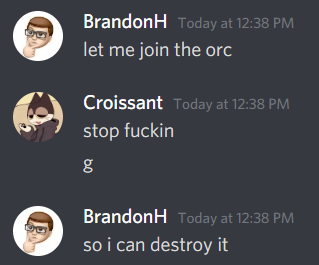 BrandonH Today at 12:38 PM
let me join the orc
Croissant Today at 12:38 PM
stop fuckin
g
BrandonH Today at 12:38 PM
so i can destroy it